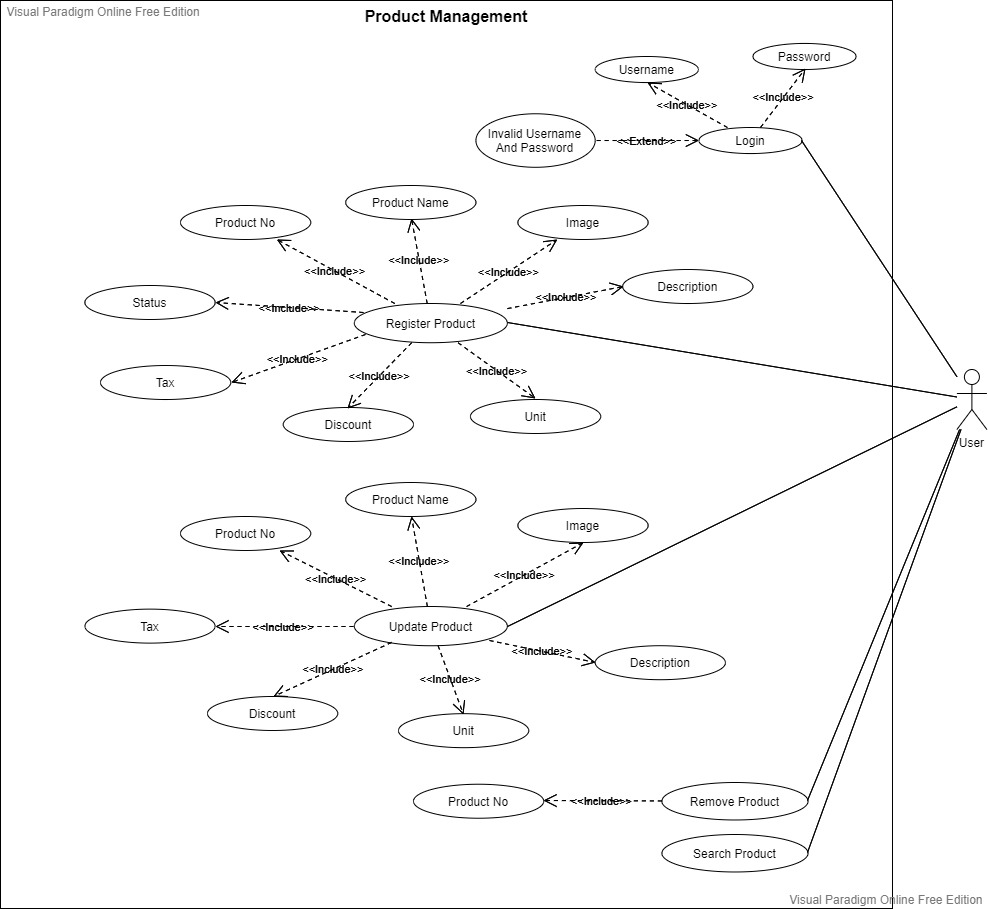 Visual Paradigm Online Free Edition
Product Management
Password
Username
<<Include>>
<<Include>>
Invalid Username
And Password
<<Extend>>
Login
Product Name
Product No
Image
<<Include>>
<<Include>>
<<Include>>
Description
<<Include>>
Status
<<Include>>
Register Product
<<Include>>
<<Include>>
<<Include>>
Tax
Discount
Unit
User
Product Name
Product No
Image
<<Include>>
<<Include>>
<<Include>>
Tax
<<Include>>
Update Product
<<Include>>
Description
<<Include>>
<<Include>>
Discount
Unit
Product No
<<Include>>
Remove Product
Search Product
Visual Paradigm Online Free Edition